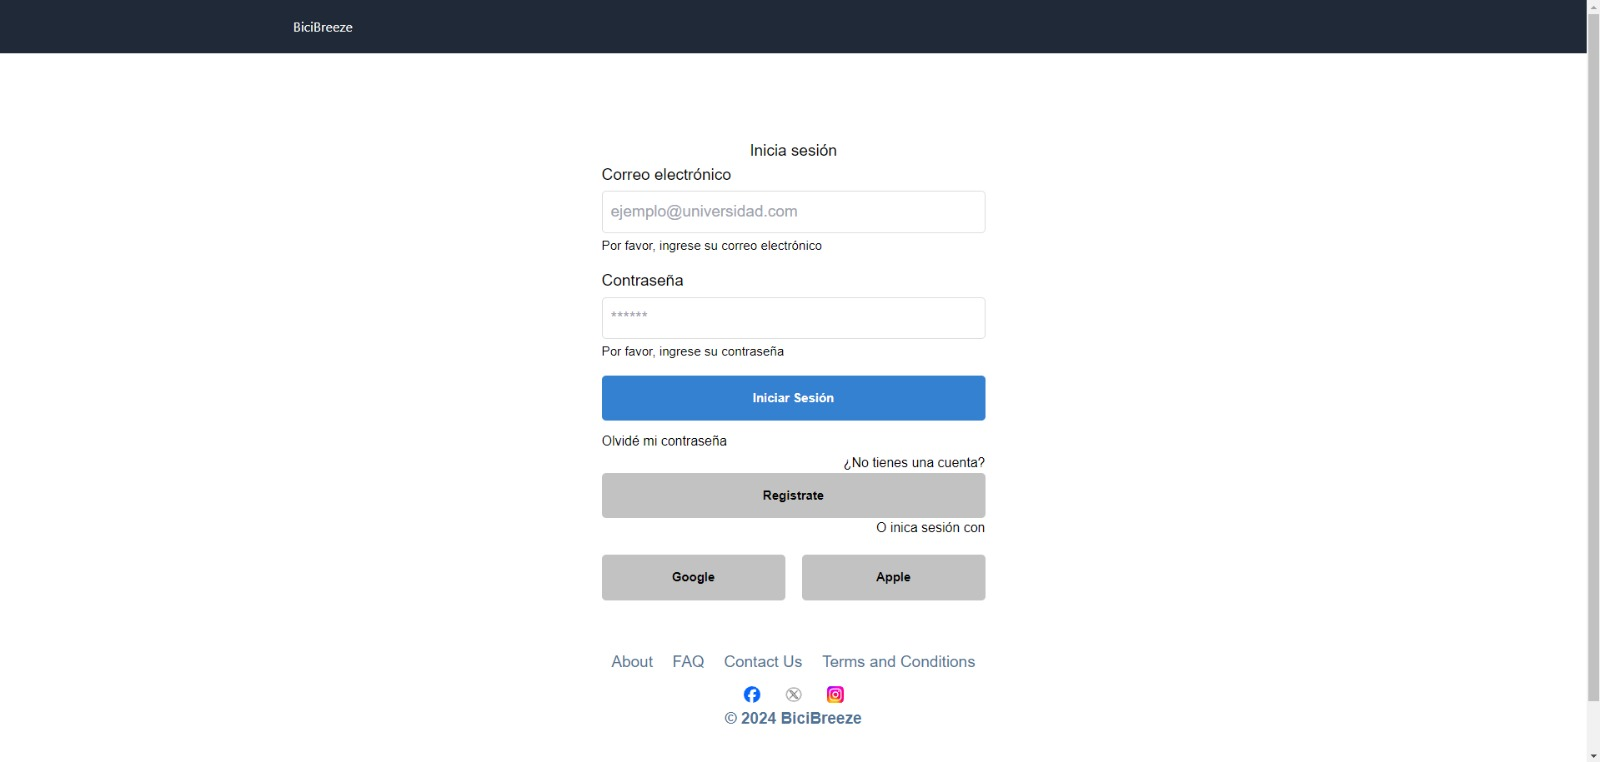 BiciBreeze
Inicia sesión
Correo electrónico
ejemplo@universidad.com
Por favor, ingrese su correo electrónico
Contraseña
******
Por favor, ingrese su contraseña
Iniciar Sesión
Olvidé mi contraseña
¿No tienes una cuenta?
Registrate
O inica sesión con
Google Apple
About FAQ Contact Us Terms and Conditions
© 2024 BiciBreeze